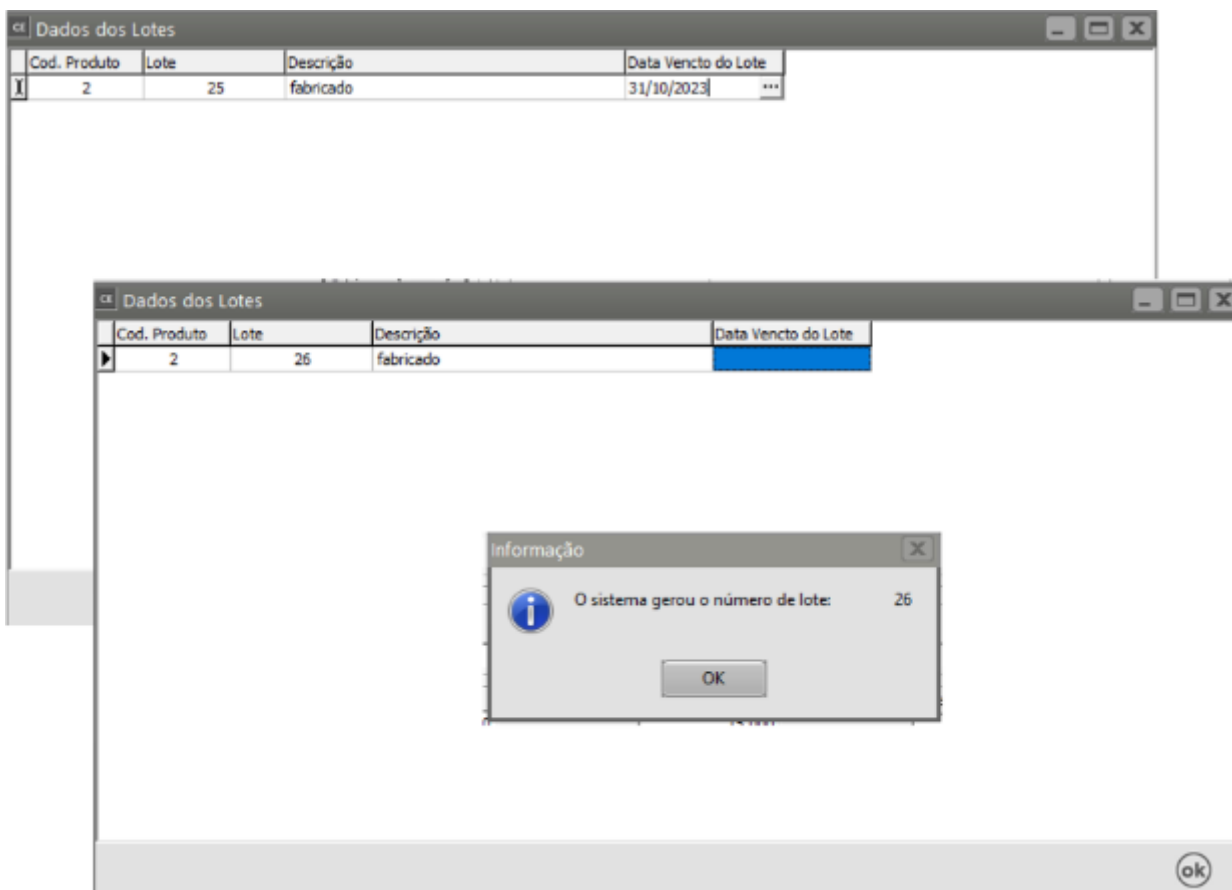 CE Dados dos Lotes
Cod. Produto Lote Descrição Data Vencto do Lote
2 25 fabricado 31/10/2023 ...
CE Dados dos Lotes
Cod. Produto Lote Descrição Data Vencto do Lote
2 26 fabricado
Informação
O sistema gerou o número de lote: 26
OK
ok